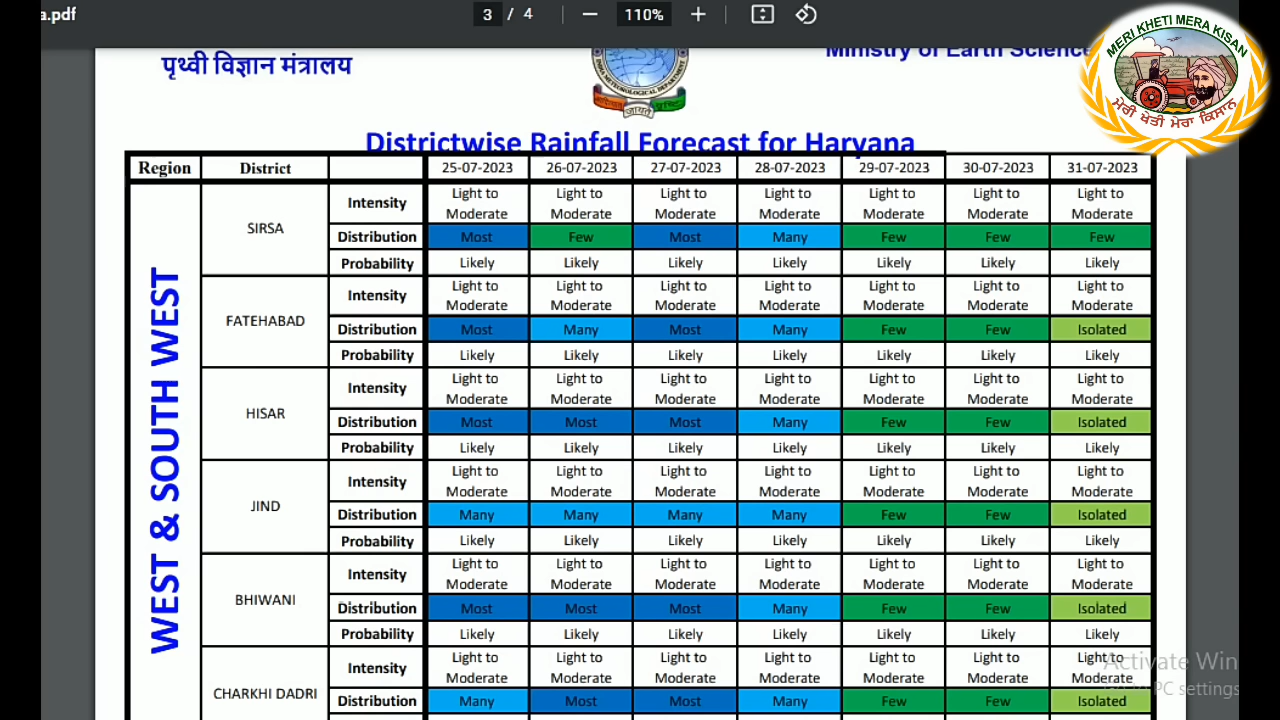 a.pdf
3 / 4
110%
पृथ्वी विज्ञान मंत्रालय
Ministry of Earth Science
INDIA METEOROLOGICAL DEPARTMENT
MERI KHETI MERA KISAN
ਮੇਰੀ ਖੇਤੀ ਮੇਰਾ ਕਿਸਾਨ
Districtwise Rainfall Forecast for Haryana
Region District 25-07-2023 26-07-2023 27-07-2023 28-07-2023 29-07-2023 30-07-2023 31-07-2023
WEST & SOUTH WEST
SIRSA
Intensity Light to Moderate Light to Moderate Light to Moderate Light to Moderate Light to Moderate Light to Moderate Light to Moderate
Distribution Most Few Most Many Few Few Few
Probability Likely Likely Likely Likely Likely Likely Likely
FATEHABAD
Intensity Light to Moderate Light to Moderate Light to Moderate Light to Moderate Light to Moderate Light to Moderate Light to Moderate
Distribution Most Many Most Many Few Few Isolated
Probability Likely Likely Likely Likely Likely Likely Likely
HISAR
Intensity Light to Moderate Light to Moderate Light to Moderate Light to Moderate Light to Moderate Light to Moderate Light to Moderate
Distribution Most Most Most Many Few Few Isolated
Probability Likely Likely Likely Likely Likely Likely Likely
JIND
Intensity Light to Moderate Light to Moderate Light to Moderate Light to Moderate Light to Moderate Light to Moderate Light to Moderate
Distribution Many Many Many Many Few Few Isolated
Probability Likely Likely Likely Likely Likely Likely Likely
BHIWANI
Intensity Light to Moderate Light to Moderate Light to Moderate Light to Moderate Light to Moderate Light to Moderate Light to Moderate
Distribution Most Most Most Many Few Few Isolated
Probability Likely Likely Likely Likely Likely Likely Likely
CHARKHI DADRI
Intensity Light to Moderate Light to Moderate Light to Moderate Light to Moderate Light to Moderate Light to Moderate Light to Moderate
Distribution Many Most Most Many Few Few Isolated
Activate Win
PC settings